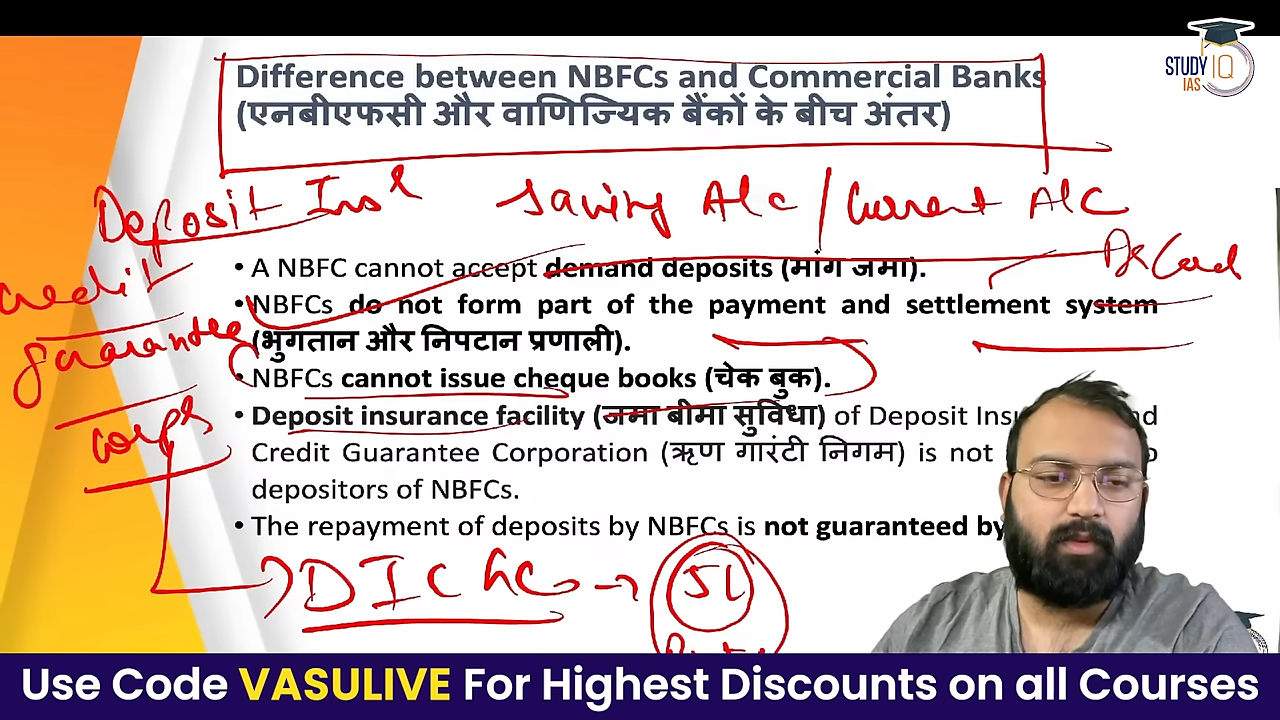 STUDY IQ
IAS
Difference between NBFCs and Commercial Banks
(एनबीएफसी और वाणिज्यिक बैंकों के बीच अंतर)
Deposit Insl saving A/c / Current A/C
• A NBFC cannot accept demand deposits (मांग जमा).
Dr Card
credit
• NBFCs do not form part of the payment and settlement system
guarantee
(भुगतान और निपटान प्रणाली).
• NBFCs cannot issue cheque books (चेक बुक).
• Deposit insurance facility (जमा बीमा सुविधा) of Deposit
corpn
Credit Guarantee Corporation (ऋण गारंटी निगम) is not
depositors of NBFCs.
• The repayment of deposits by NBFCs is not guaranteed by
DICGC 5L
Use Code VASULIVE For Highest Discounts on all Courses